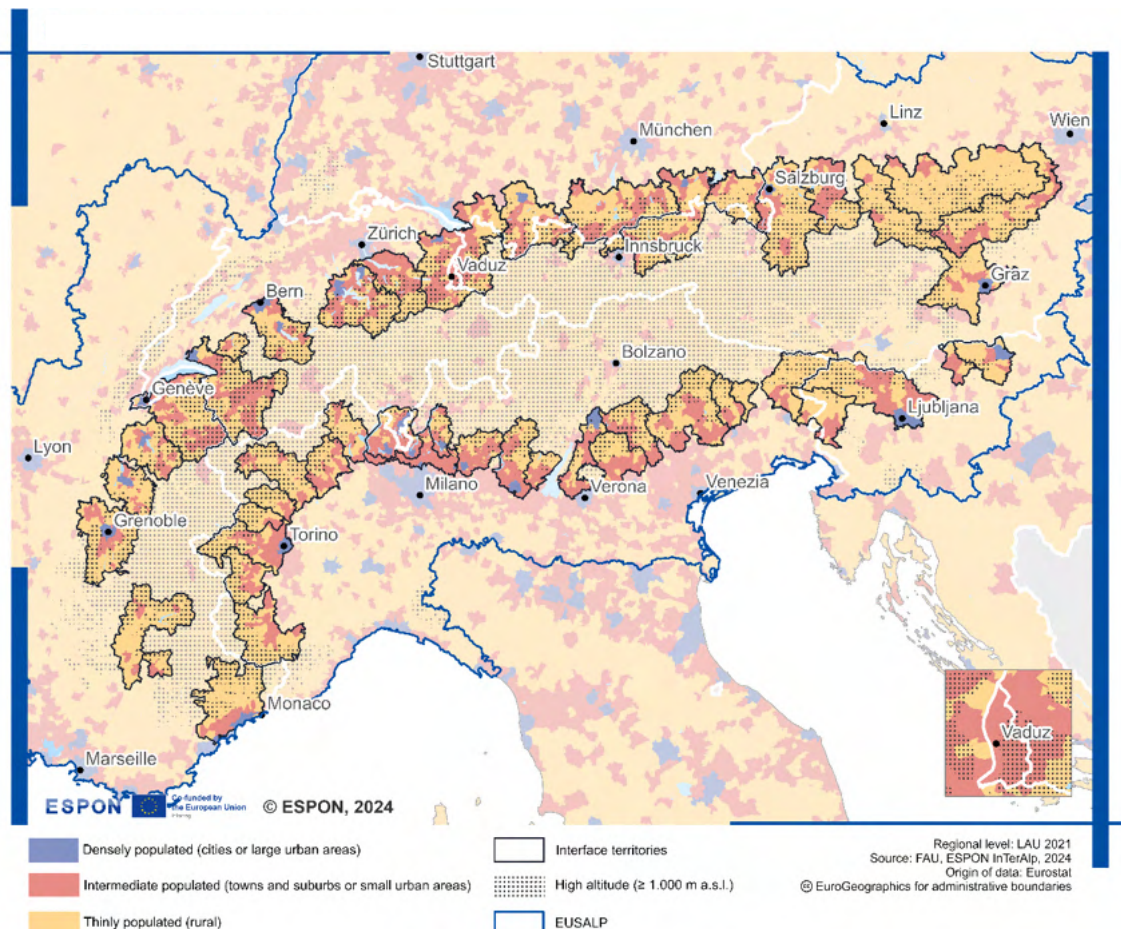 Stuttgart
Linz
München
Wien
Salzburg
Zürich
Innsbruck
Vaduz
Graz
Bern
Bolzano
Genève
Ljubljana
Lyon
Milano
Verona
Venezia
Grenoble
Torino
Monaco
Vaduz
Marseille
ESPON
Co-funded by
the European Union
© ESPON, 2024
Densely populated (cities or large urban areas)
Intermediate populated (towns and suburbs or small urban areas)
Thinly populated (rural)
Interface territories
High altitude (≥ 1.000 m a.s.l.)
EUSALP
Regional level: LAU 2021
Source: FAU, ESPON InTerAlp, 2024
Origin of data: Eurostat
© EuroGeographics for administrative boundaries